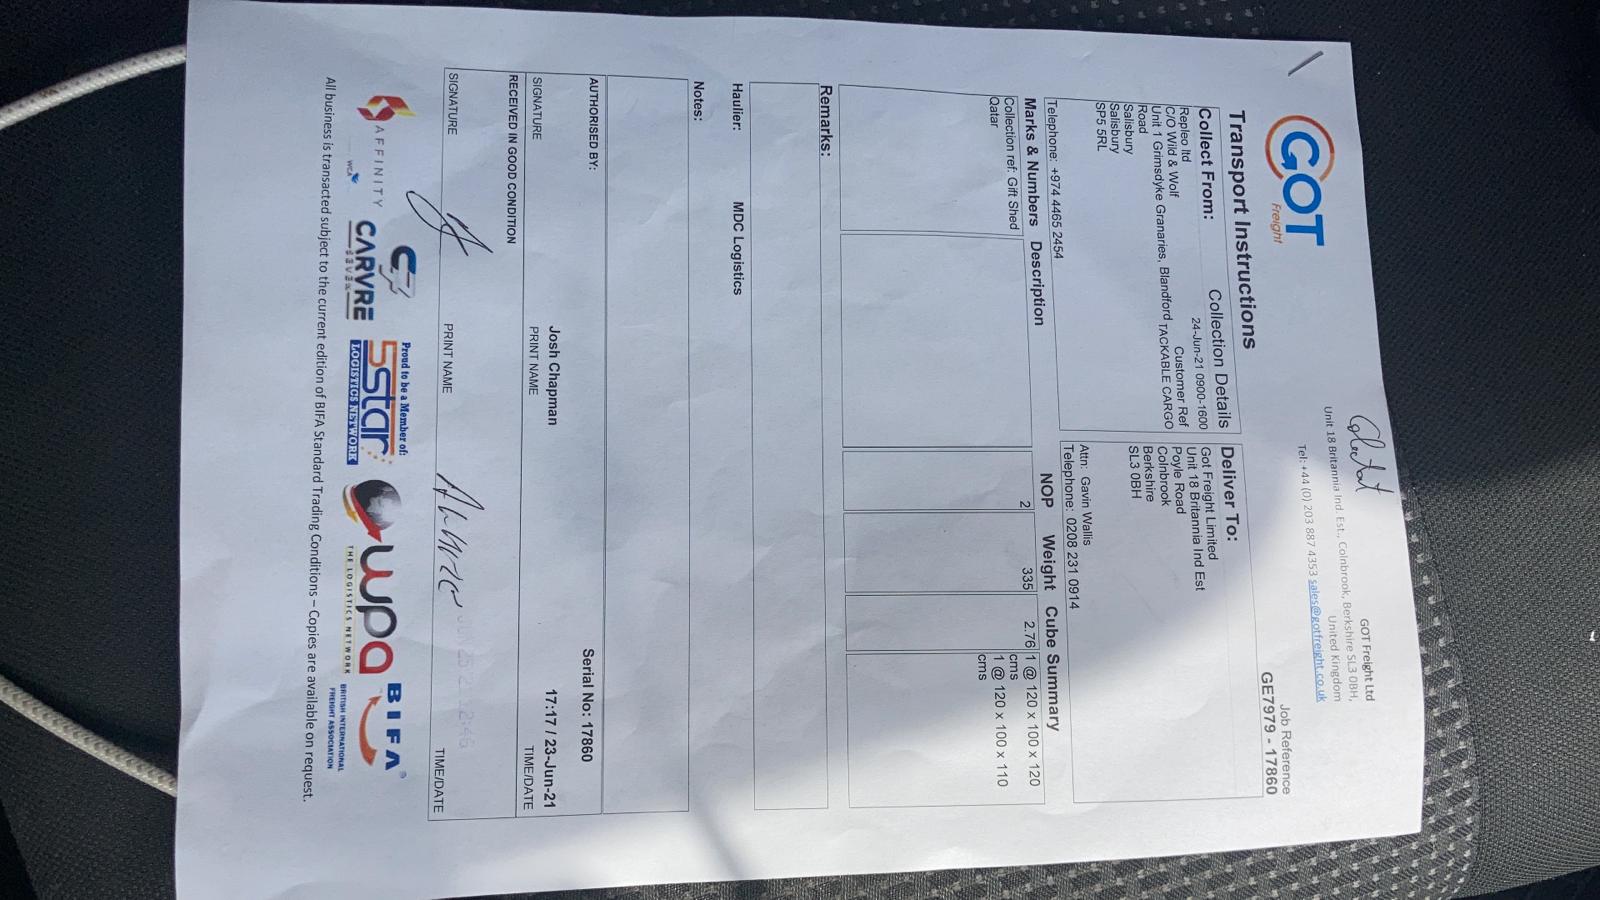 GOT
Freight
GOT Freight Ltd
Unit 18 Britannia Ind. Est., Colnbrook, Berkshire SL3 0BH,
United Kingdom
Tel: +44 (0) 203 887 4353 sales@gotfreight.co.uk
Job Reference
GE7979 - 17860
Transport Instructions
Collect From:
Collection Details
24-Jun-21 0900-1600
Customer Ref
TACKABLE CARGO
Repleo ltd
C/O Wild & Wolf
Unit 1 Grimsdyke Granaries, Blandford
Road
Salisbury
Salisbury
SP5 5RL
Telephone: +974 4465 2454
Deliver To:
Got Freight Limited
Unit 18 Britannia Ind Est
Poyle Road
Colnbrook
Berkshire
SL3 0BH
Attn: Gavin Wallis
Telephone: 0208 231 0914
Marks & Numbers Description NOP Weight Cube Summary
Collection ref: Gift Shed 2 335 2.76 1 @ 120 x 100 x 120
Qatar cms
1 @ 120 x 100 x 110
cms
Remarks:
Haulier: MDC Logistics
Notes:
AUTHORISED BY: Serial No: 17860
Josh Chapman 17:17 / 23-Jun-21
SIGNATURE PRINT NAME TIME/DATE
RECEIVED IN GOOD CONDITION
SIGNATURE PRINT NAME TIME/DATE
Proud to be a Member of:
AFFINITY
WCA
CARVRE
5STAR
LOGISTICS NETWORK
wpa
THE LOGISTICS NETWORK
BIFA
BRITISH INTERNATIONAL
FREIGHT ASSOCIATION
All business is transacted subject to the current edition of BIFA Standard Trading Conditions – Copies are available on request.